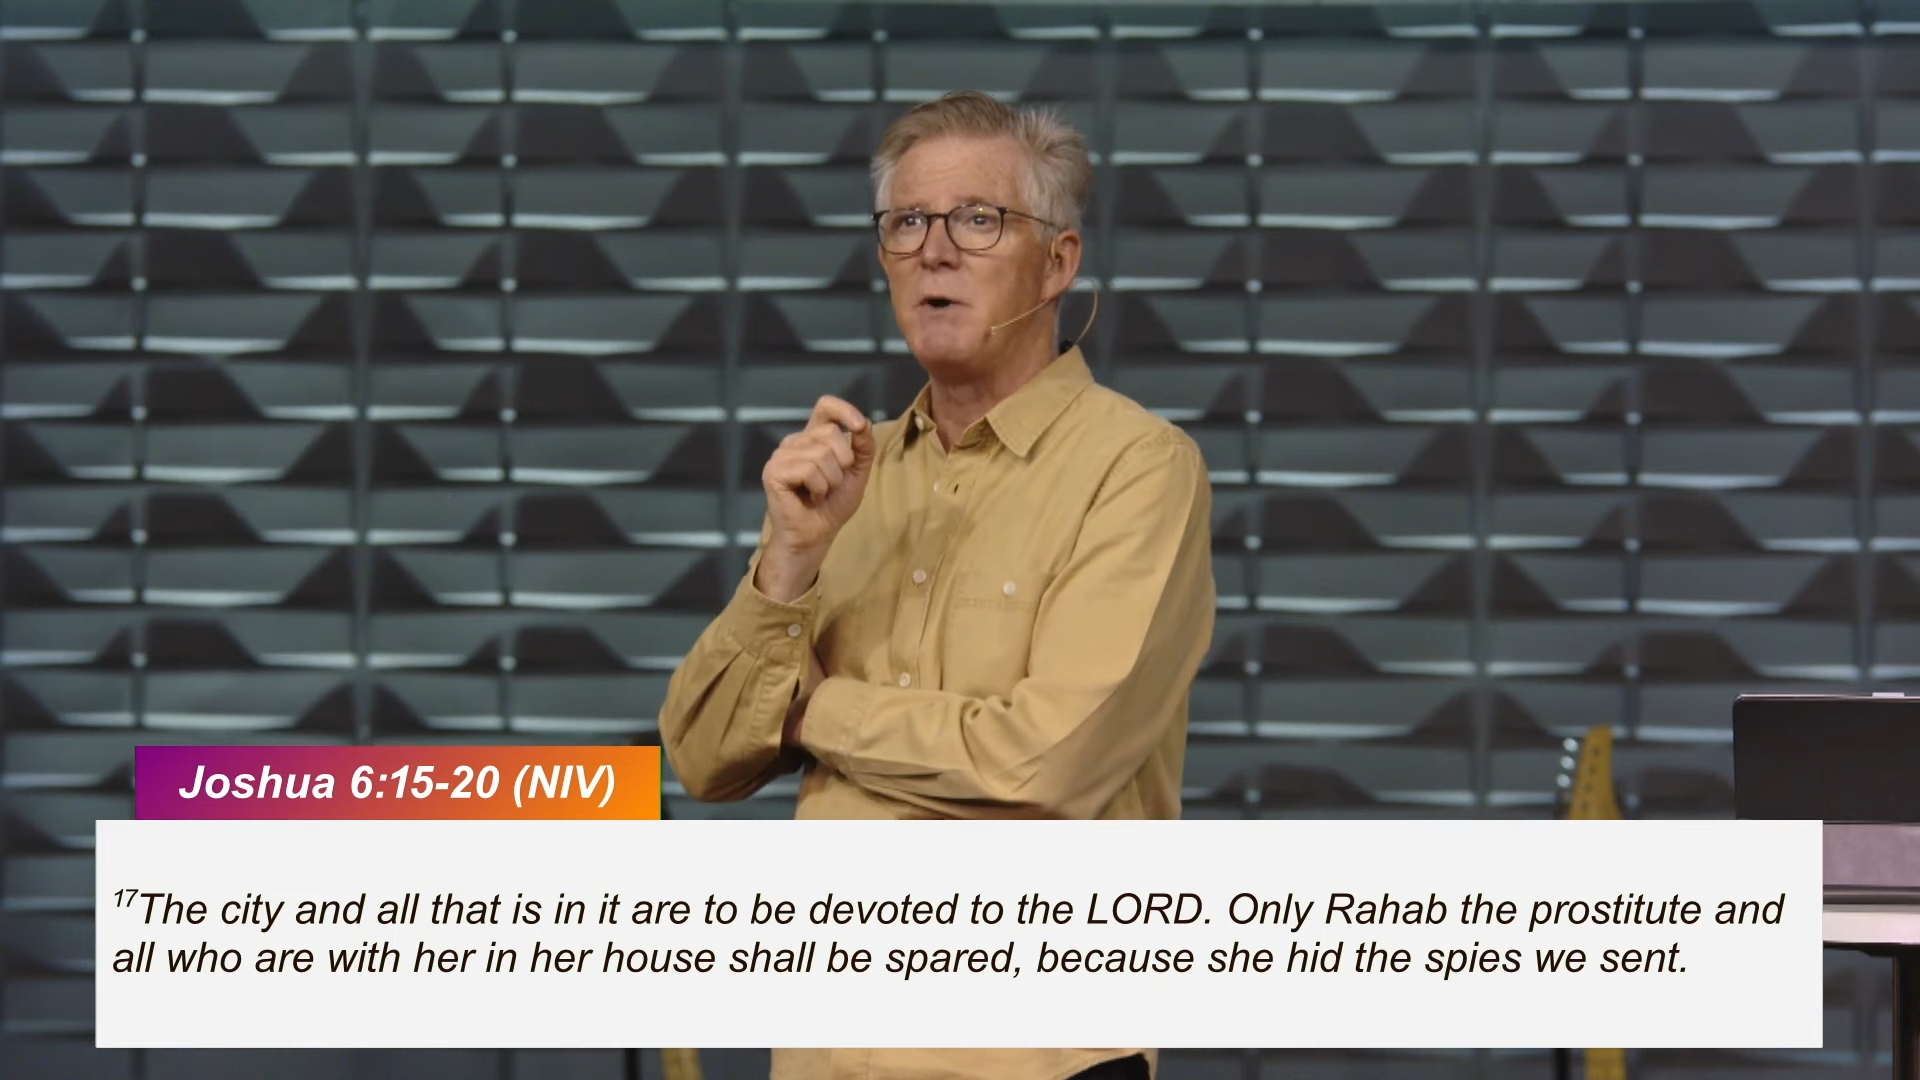 Joshua 6:15-20 (NIV)
17The city and all that is in it are to be devoted to the LORD. Only Rahab the prostitute and
all who are with her in her house shall be spared, because she hid the spies we sent.